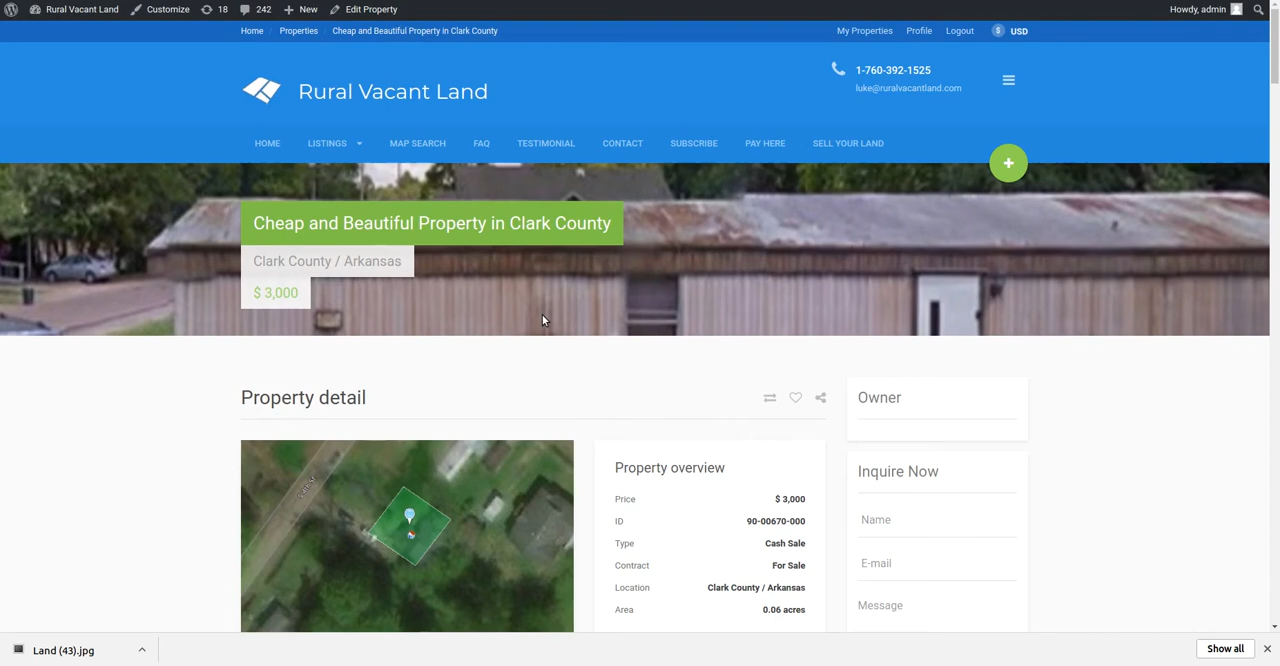 Rural Vacant Land Customize 18 242 New Edit Property Howdy, admin
Home / Properties / Cheap and Beautiful Property in Clark County My Properties Profile Logout $ USD
1-760-392-1525
Rural Vacant Land
luke@ruralvacantland.com
HOME LISTINGS MAP SEARCH FAQ TESTIMONIAL CONTACT SUBSCRIBE PAY HERE SELL YOUR LAND
+
Cheap and Beautiful Property in Clark County
Clark County / Arkansas
$ 3,000
Property detail
Owner
Property overview
Inquire Now
Price $ 3,000
ID 90-00670-000
Name
Type Cash Sale
Contract For Sale
E-mail
Location Clark County / Arkansas
Area 0.06 acres
Message
Land (43).jpg
Show all